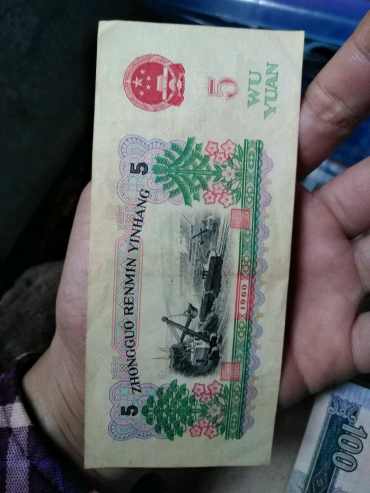 ZHONGGUO RENMIN YINHANG
5
5
5
WU
YUAN
1960
100